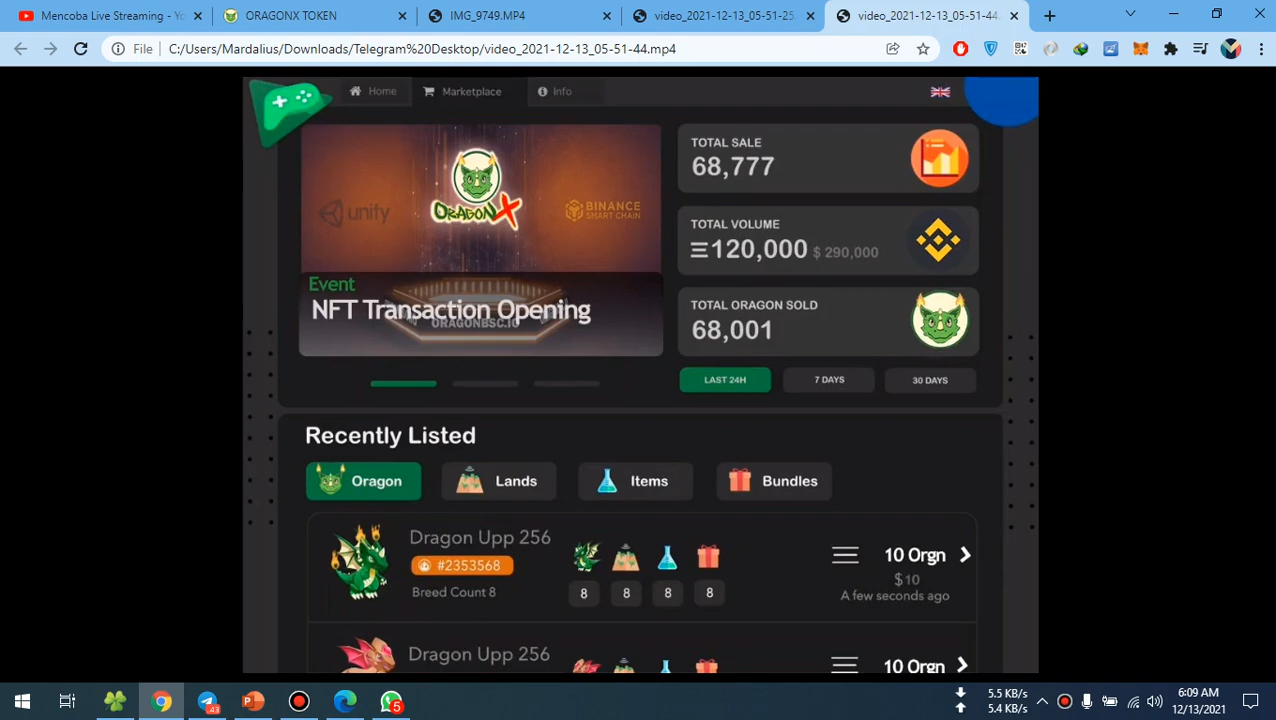 Mencoba Live Streaming - Yo
ORAGONX TOKEN
IMG_9749.MP4
video_2021-12-13_05-51-25.
video_2021-12-13_05-51-44.
File
C:/Users/Mardalius/Downloads/Telegram%20Desktop/video_2021-12-13_05-51-44.mp4
Home
Marketplace
Info
unity
ORAGONX
BINANCE
SMART CHAIN
Event
NFT Transaction Opening
ORAGONBSC.IO
TOTAL SALE
68,777
TOTAL VOLUME
120,000 $ 290,000
TOTAL ORAGON SOLD
68,001
LAST 24H
7 DAYS
30 DAYS
Recently Listed
Oragon
Lands
Items
Bundles
Dragon Upp 256
#2353568
Breed Count 8
8
8
8
8
10 Orgn
$10
A few seconds ago
Dragon Upp 256
10 Orgn
43
5
5.5 KB/s
5.4 KB/s
6:09 AM
12/13/2021